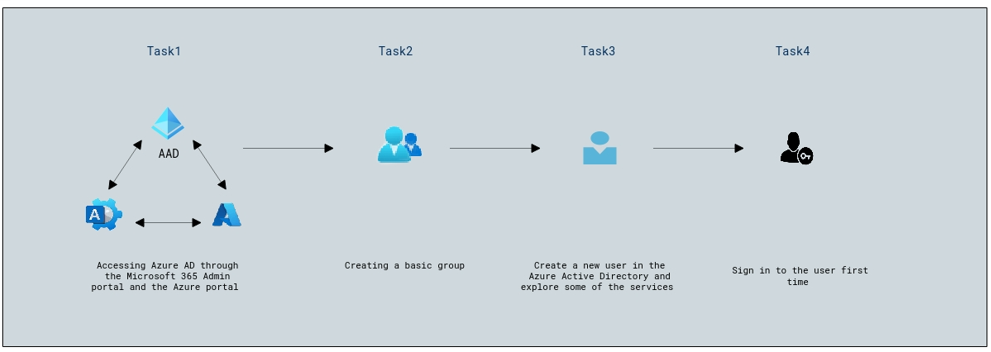 Task1
Task2
Task3
Task4
AAD
A
Accessing Azure AD through
the Microsoft 365 Admin
portal and the Azure portal
Creating a basic group
Create a new user in the
Azure Active Directory and
explore some of the services
Sign in to the user first
time